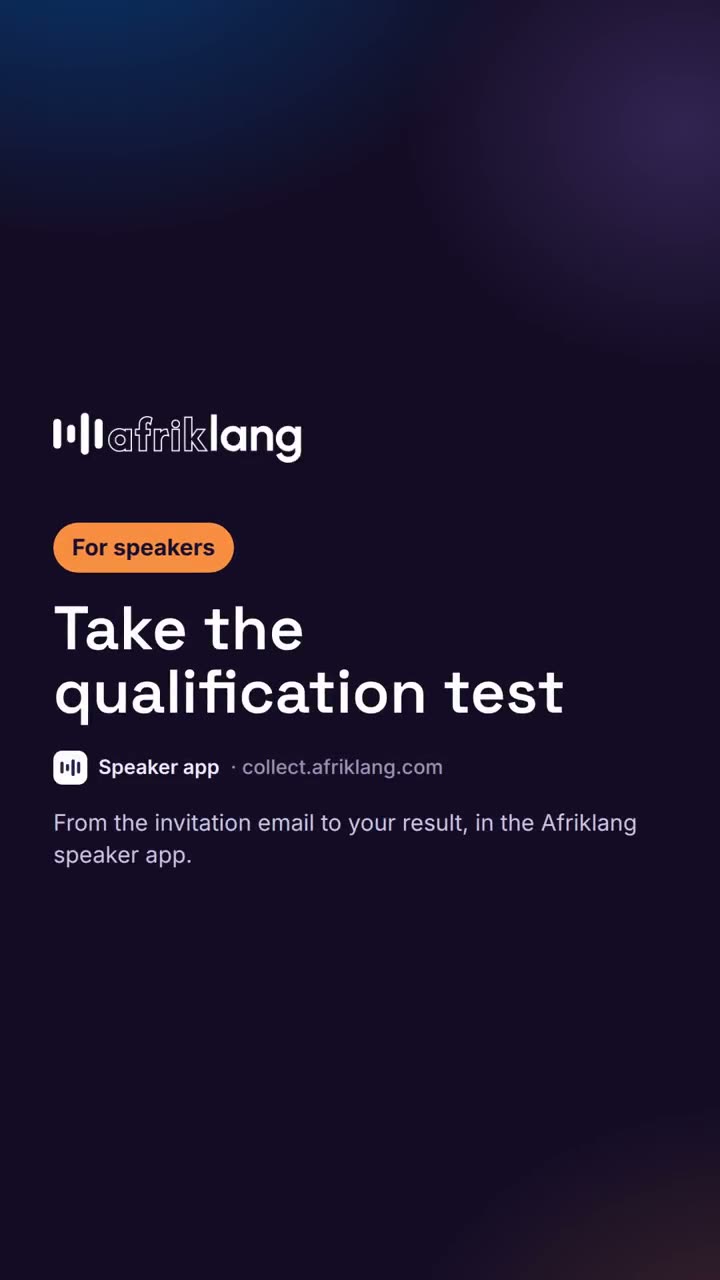 afriklang
For speakers
Take the
qualification test
Speaker app · collect.afriklang.com
From the invitation email to your result, in the Afriklang
speaker app.